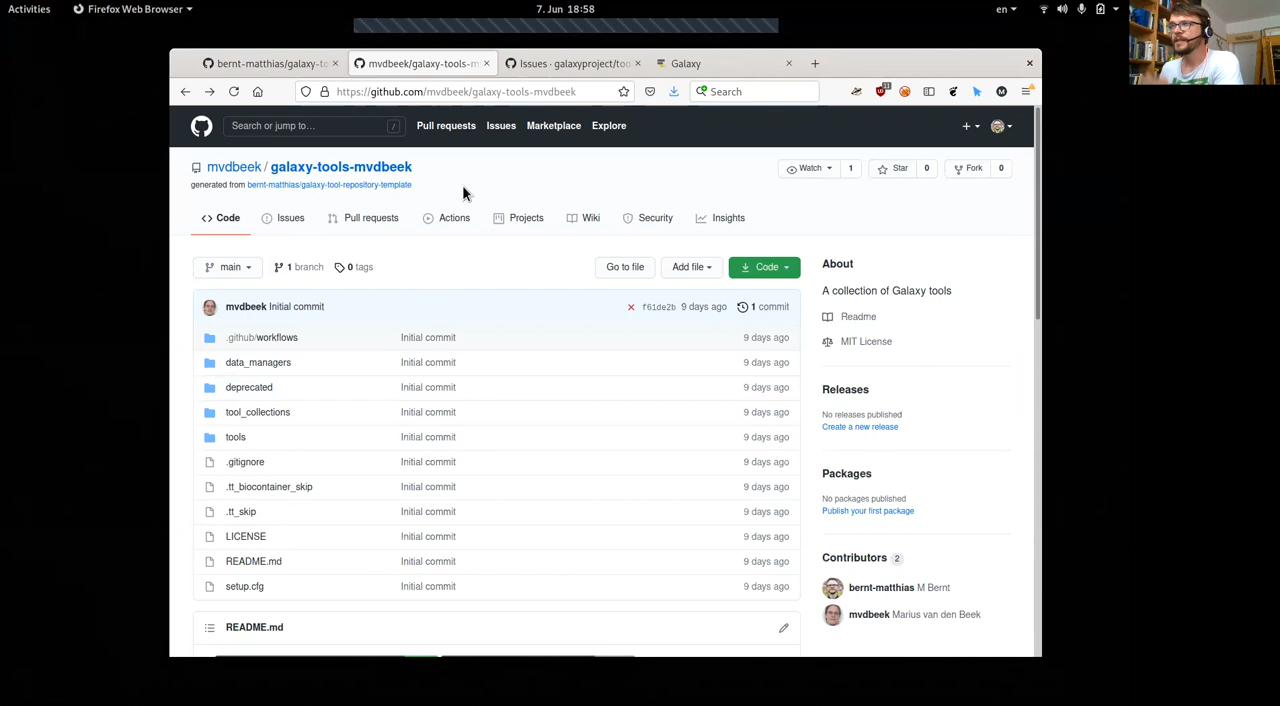 Activities Firefox Web Browser 7. Jun 18:58 en
bernt-matthias/galaxy-to mvdbeek/galaxy-tools-m Issues · galaxyproject/too Galaxy
https://github.com/mvdbeek/galaxy-tools-mvdbeek Search 11
Search or jump to… / Pull requests Issues Marketplace Explore
mvdbeek / galaxy-tools-mvdbeek Watch 1 Star 0 Fork 0
generated from bernt-matthias/galaxy-tool-repository-template
Code Issues Pull requests Actions Projects Wiki Security Insights
main 1 branch 0 tags Go to file Add file Code
mvdbeek Initial commit f61de2b 9 days ago 1 commit
.github/workflows Initial commit 9 days ago
data_managers Initial commit 9 days ago
deprecated Initial commit 9 days ago
tool_collections Initial commit 9 days ago
tools Initial commit 9 days ago
.gitignore Initial commit 9 days ago
.tt_biocontainer_skip Initial commit 9 days ago
.tt_skip Initial commit 9 days ago
LICENSE Initial commit 9 days ago
README.md Initial commit 9 days ago
setup.cfg Initial commit 9 days ago
README.md
About
A collection of Galaxy tools
Readme
MIT License
Releases
No releases published
Create a new release
Packages
No packages published
Publish your first package
Contributors 2
bernt-matthias M Bernt
mvdbeek Marius van den Beek